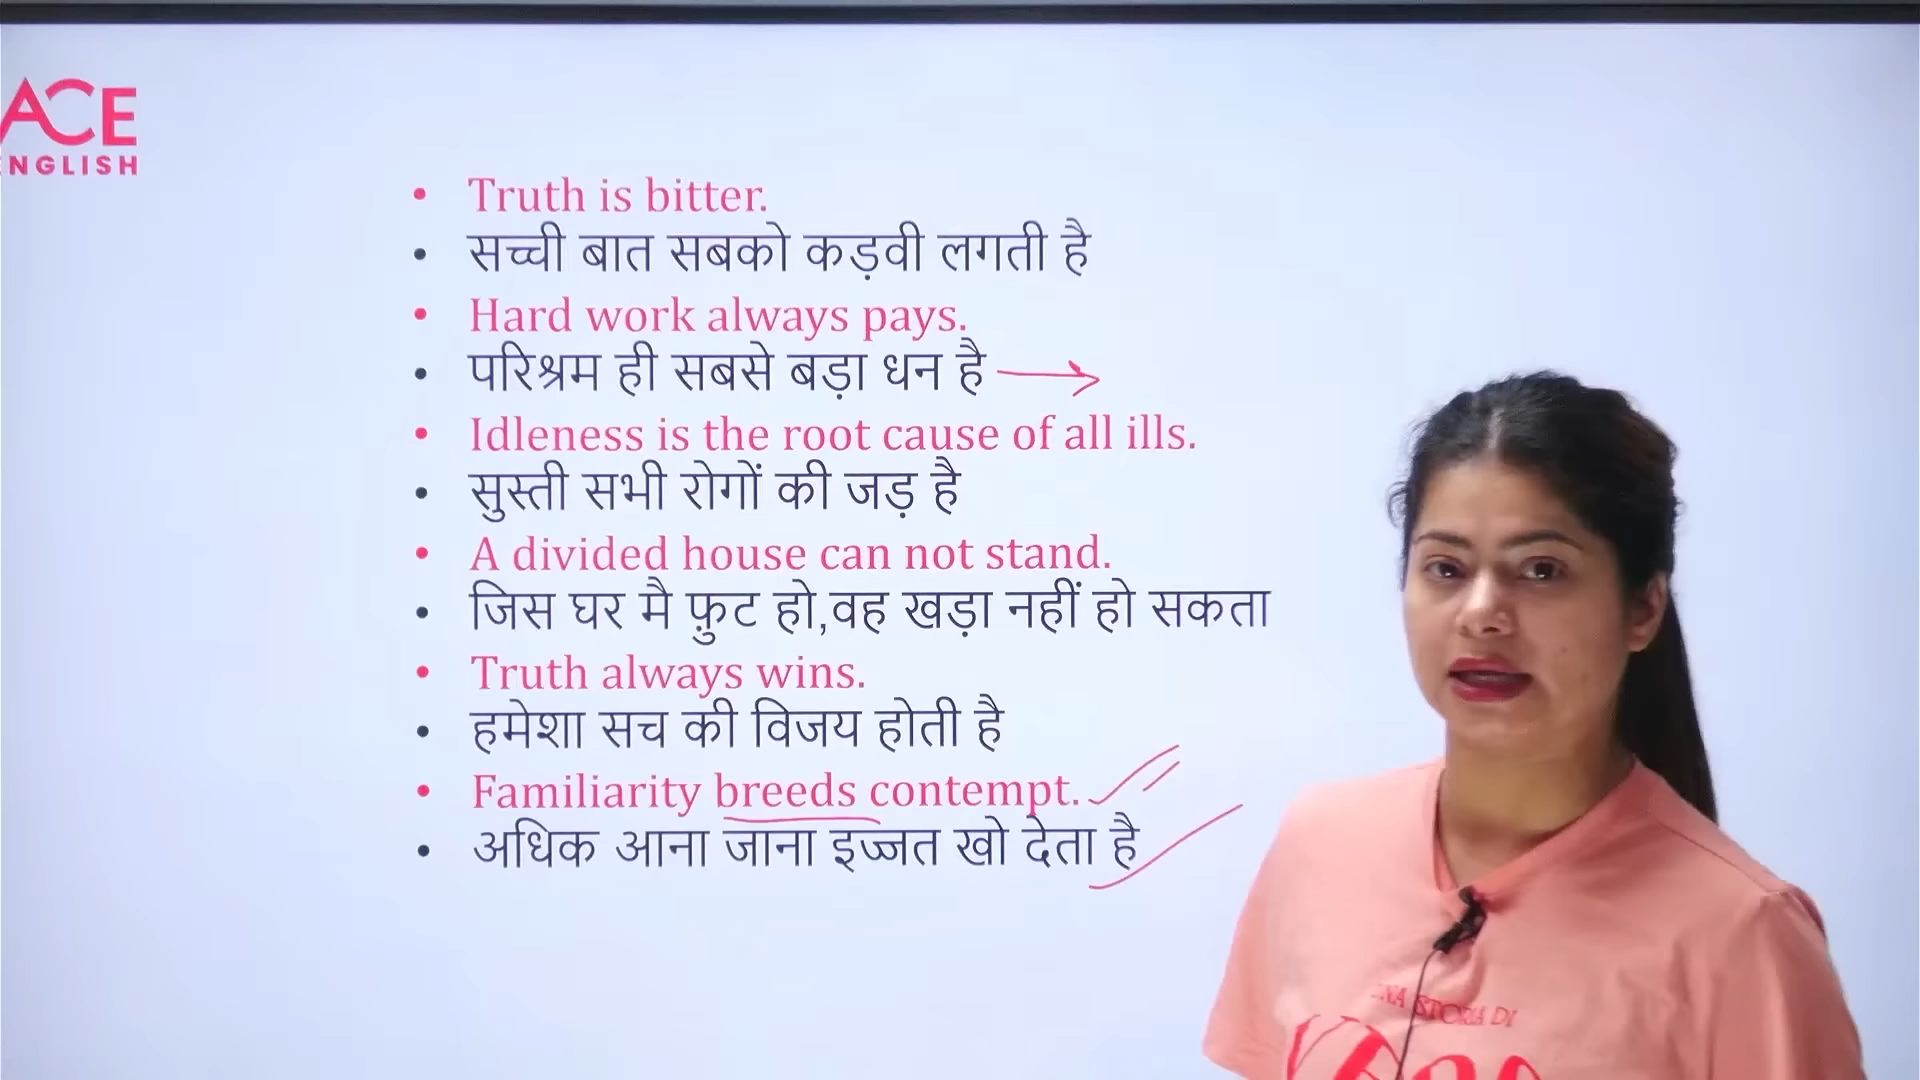 ACE
ENGLISH
• Truth is bitter.
• सच्ची बात सबको कड़वी लगती है
• Hard work always pays.
• परिश्रम ही सबसे बड़ा धन है
• Idleness is the root cause of all ills.
• सुस्ती सभी रोगों की जड़ है
• A divided house can not stand.
• जिस घर मै फ़ुट हो,वह खड़ा नहीं हो सकता
• Truth always wins.
• हमेशा सच की विजय होती है
• Familiarity breeds contempt.
• अधिक आना जाना इज्जत खो देता है
STORIA DI